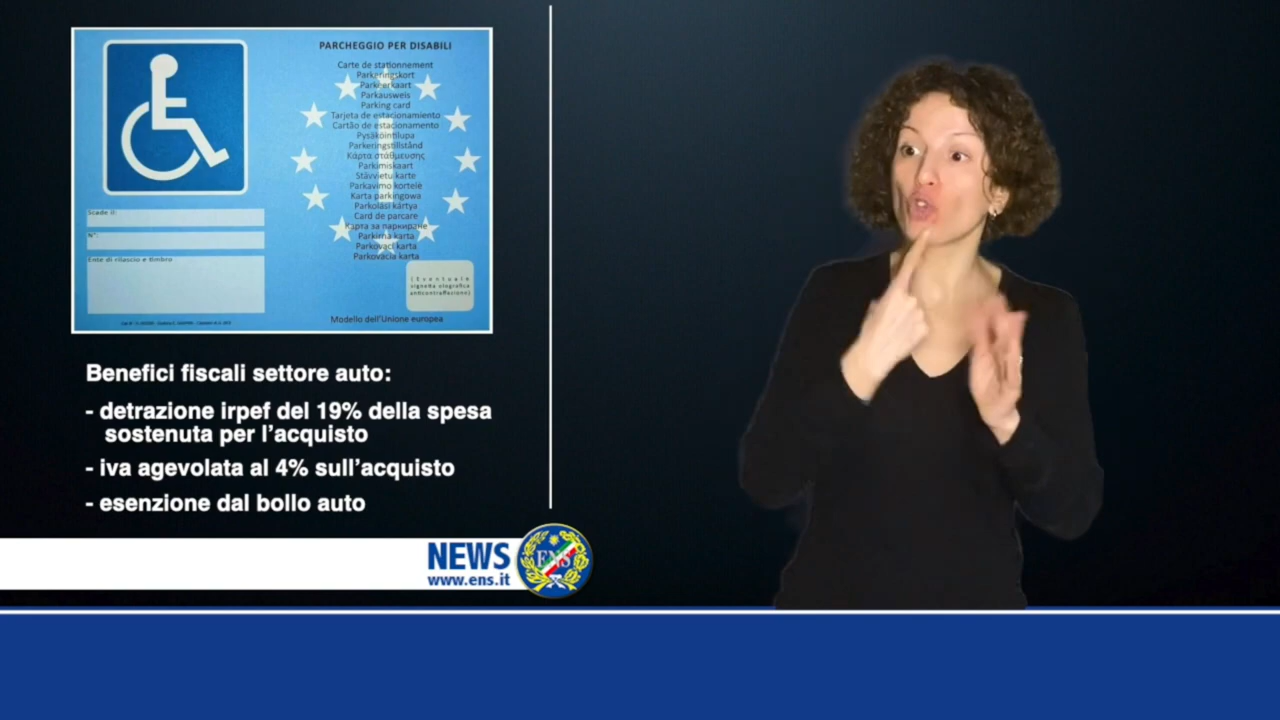 PARCHEGGIO PER DISABILI
Carte de stationnement
Parkeringskort
Parkeerkaart
Parkausweis
Parking card
Tarjeta de estacionamiento
Cartão de estacionamento
Pysäköintilupa
Parkeringstillstånd
Κάρτα στάθμευσης
Parkimiskaart
Stāvvietu karte
Parkavimo kortelė
Karta parkingowa
Parkolási kártya
Card de parcare
Карта за паркиране
Parkirna karta
Parkovací karta
Parkovacia karta
Scade il:
N°:
Ente di rilascio e timbro
(Eventuale
vignetta olografica
anticontraffazione)
Modello dell'Unione europea
Benefici fiscali settore auto:
- detrazione irpef del 19% della spesa
sostenuta per l'acquisto
- iva agevolata al 4% sull'acquisto
- esenzione dal bollo auto
NEWS
www.ens.it
ENS